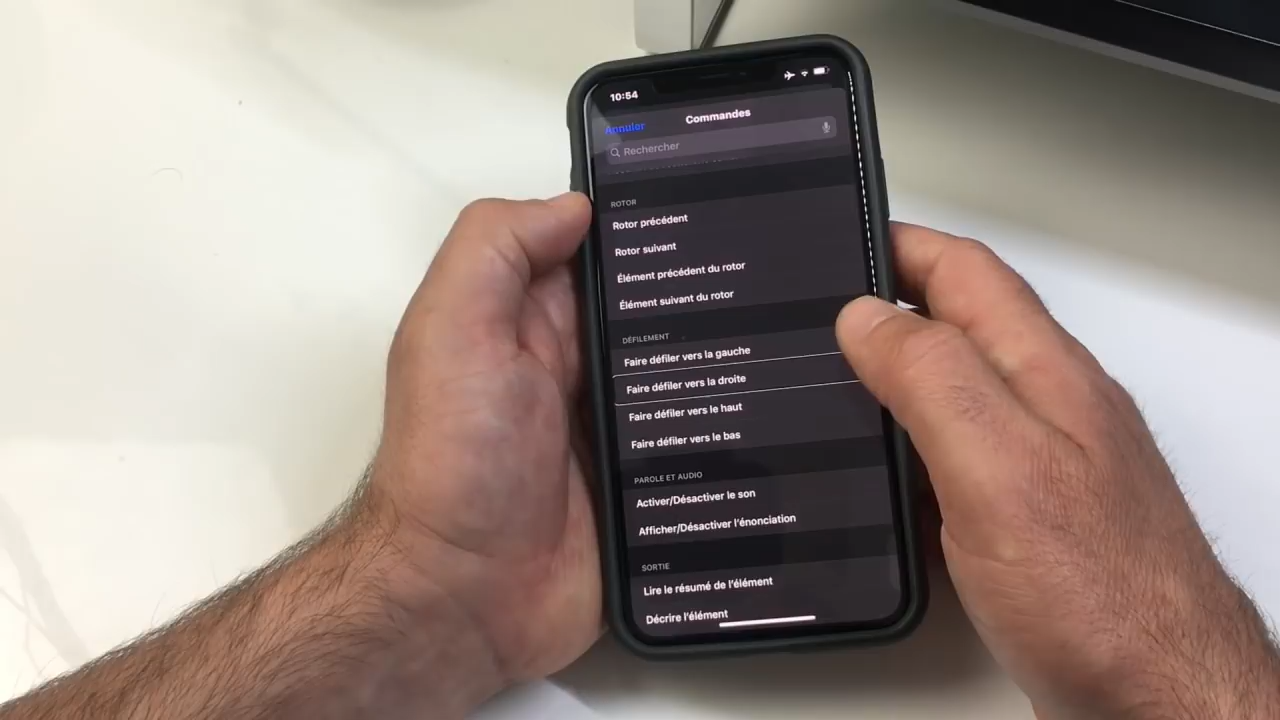 10:54
Annuler
Commandes
Rechercher
ROTOR
Rotor précédent
Rotor suivant
Élément précédent du rotor
Élément suivant du rotor
DÉFILEMENT
Faire défiler vers la gauche
Faire défiler vers la droite
Faire défiler vers le haut
Faire défiler vers le bas
PAROLE ET AUDIO
Activer/Désactiver le son
Afficher/Désactiver l'énonciation
SORTIE
Lire le résumé de l'élément
Décrire l'élément